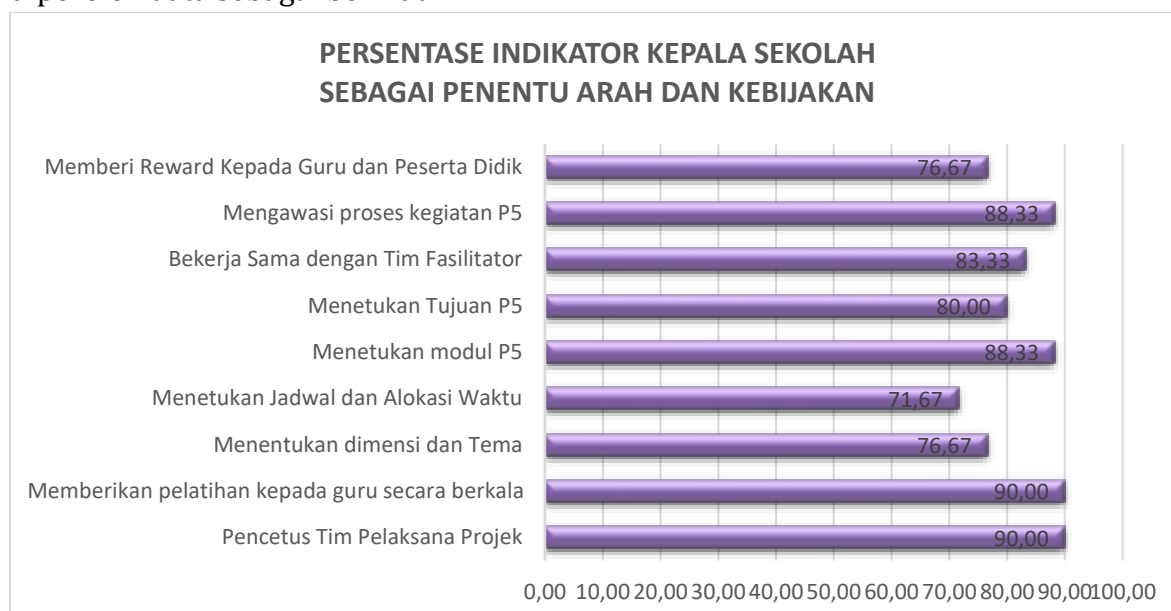 PERSENTASE INDIKATOR KEPALA SEKOLAH
SEBAGAI PENENTU ARAH DAN KEBIJAKAN
Memberi Reward Kepada Guru dan Peserta Didik 76,67
Mengawasi proses kegiatan P5 88,33
Bekerja Sama dengan Tim Fasilitator 83,33
Menetukan Tujuan P5 80,00
Menetukan modul P5 88,33
Menetukan Jadwal dan Alokasi Waktu 71,67
Menentukan dimensi dan Tema 76,67
Memberikan pelatihan kepada guru secara berkala 90,00
Pencetus Tim Pelaksana Projek 90,00
0,00 10,00 20,00 30,00 40,00 50,00 60,00 70,00 80,00 90,00 100,00